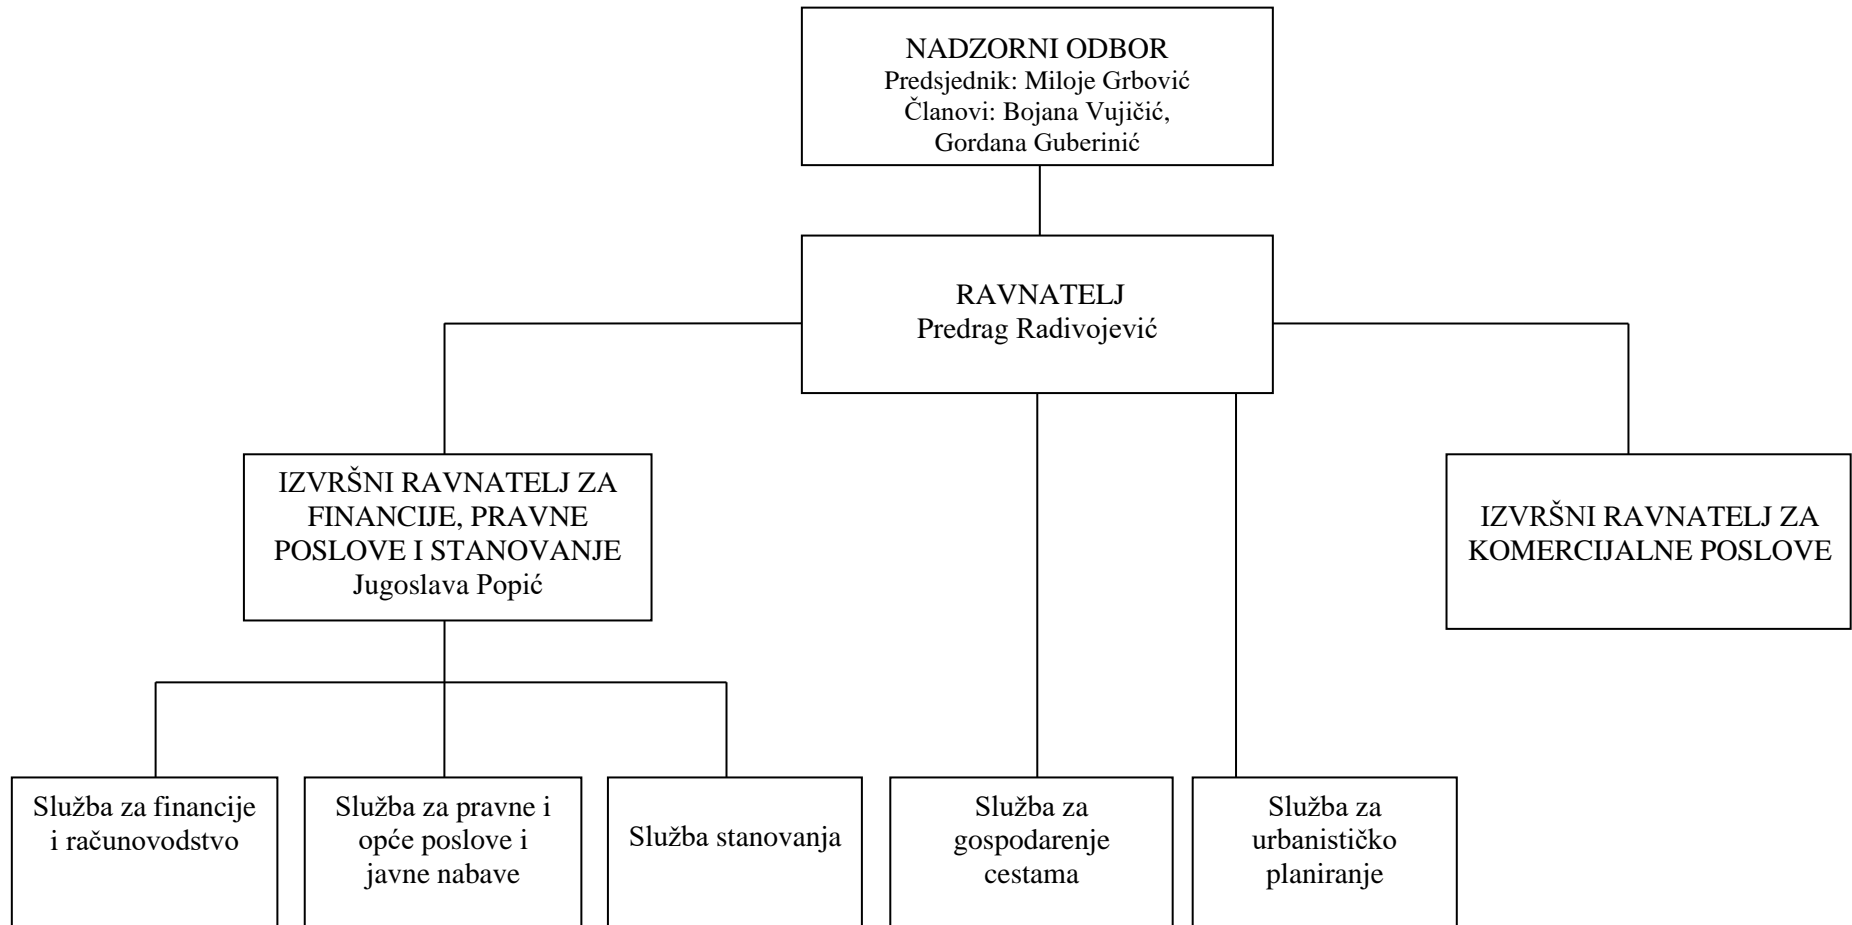 NADZORNI ODBOR
Predsjednik: Miloje Grbović
Članovi: Bojana Vujičić,
Gordana Guberinić
RAVNATELJ
Predrag Radivojević
IZVRŠNI RAVNATELJ ZA
FINANCIJE, PRAVNE
POSLOVE I STANOVANJE
Jugoslava Popić
IZVRŠNI RAVNATELJ ZA
KOMERCIJALNE POSLOVE
Služba za financije
i računovodstvo
Služba za pravne i
opće poslove i
javne nabave
Služba stanovanja
Služba za
gospodarenje
cestama
Služba za
urbanističko
planiranje